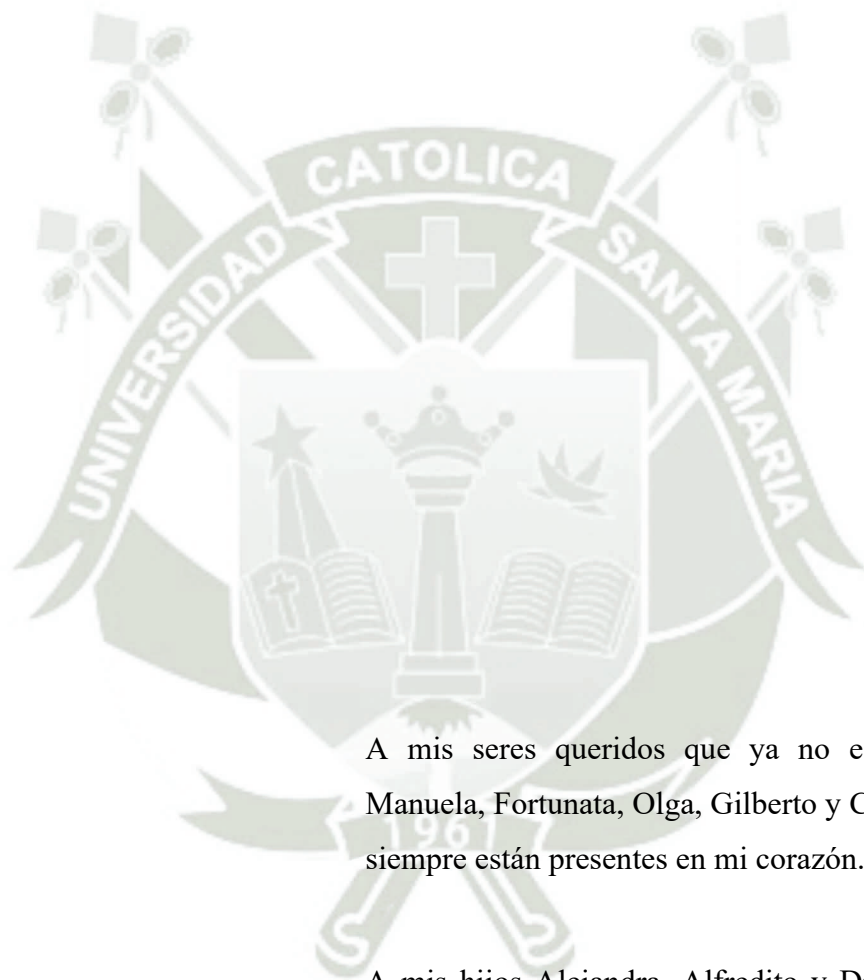 CATOLICA
UNIVERSIDAD
SANTA MARIA
A mis seres queridos que ya no
Manuela, Fortunata, Olga, Gilberto y
siempre están presentes en mi corazón.
96
A mis hijos Alejandra, Alfredito y